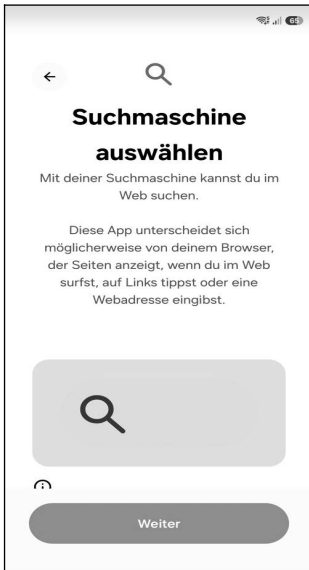 65
Suchmaschine
auswählen
Mit deiner Suchmaschine kannst du im
Web suchen.
Diese App unterscheidet sich
möglicherweise von deinem Browser,
der Seiten anzeigt, wenn du im Web
surfst, auf Links tippst oder eine
Webadresse eingibst.
Weiter